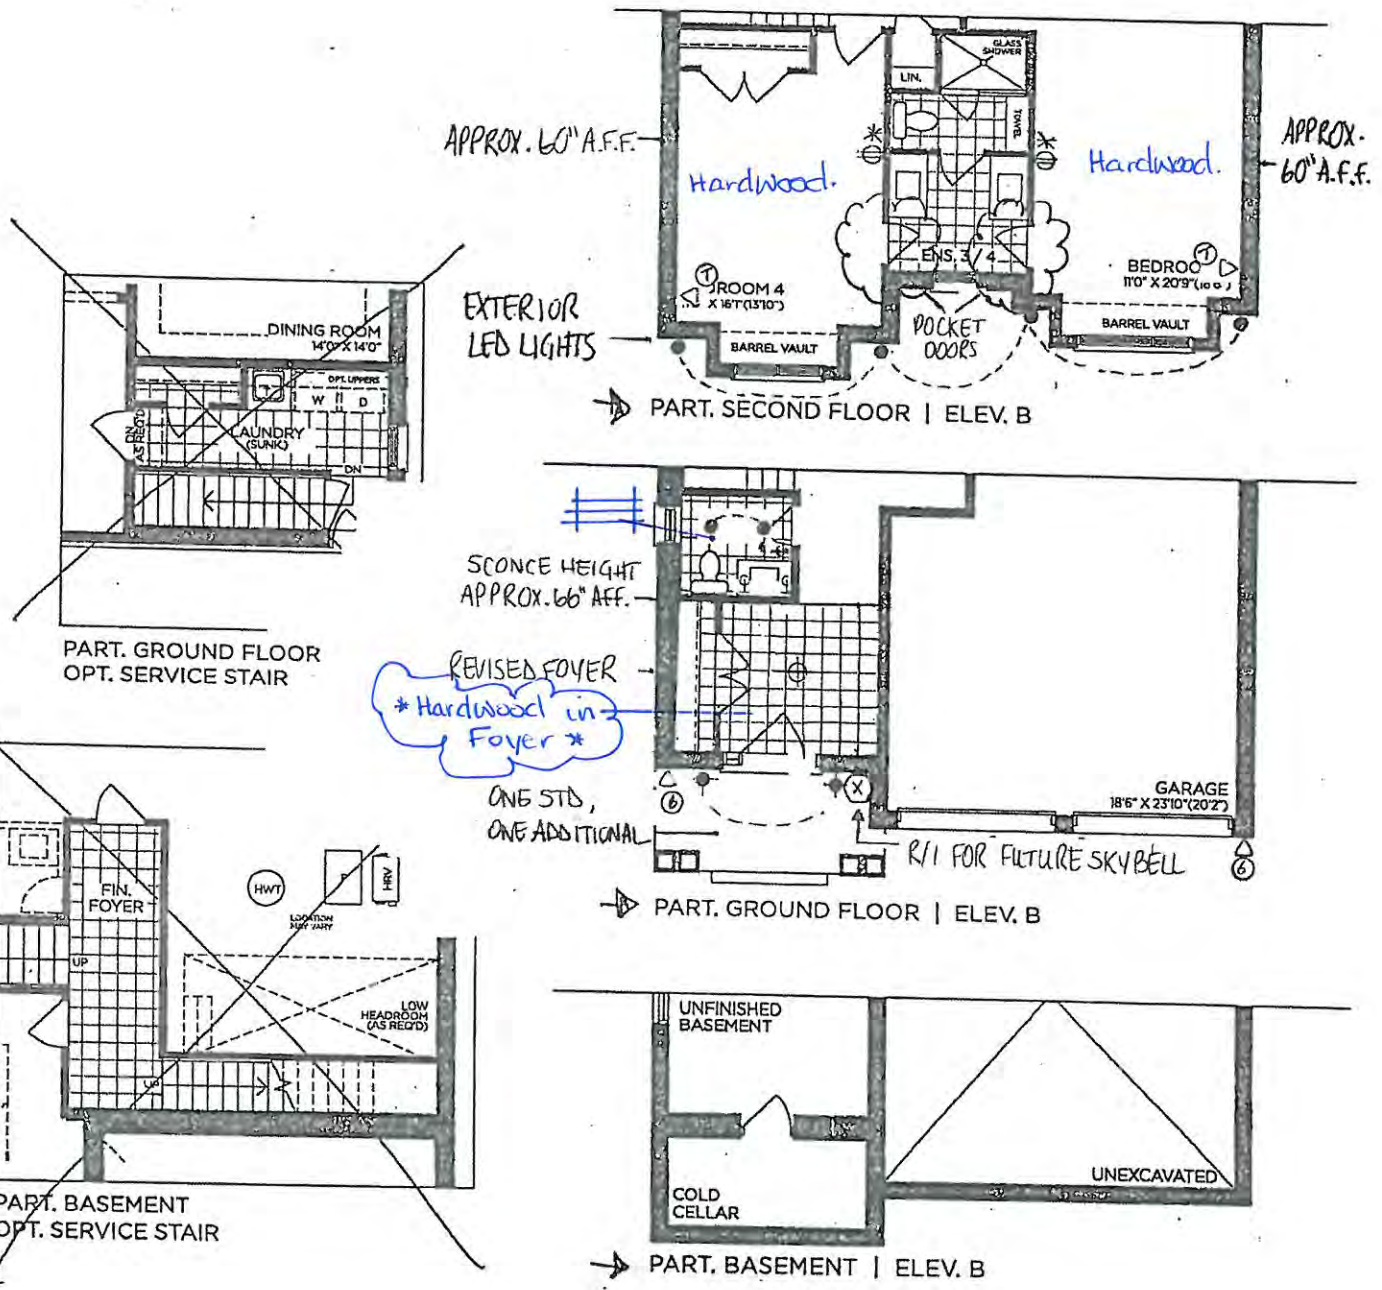 GLASS
SHOWER
LIN.
TOWEL
APPROX. 60" A.F.F.
APPROX.
60" A.F.F.
Hardwood.
Hardwood.
ENS. 3 / 4
ROOM 4
X 16'1"(13'10")
BEDROO
11'0" X 20'9"
T
T
EXTERIOR
LED LIGHTS
POCKET
DOORS
BARREL VAULT
BARREL VAULT
PART. SECOND FLOOR | ELEV. B
DINING ROOM
14'0" X 14'0"
OPT. UPPERS
W
D
DN
AS REQ'D
LAUNDRY
(SUNK)
DN
PART. GROUND FLOOR
OPT. SERVICE STAIR
SCONCE HEIGHT
APPROX. 66" AFF.
REVISED FOYER
* Hardwood in
Foyer *
ONE STD,
ONE ADDITIONAL
6
X
GARAGE
18'6" X 23'10"(20'2")
R/I FOR FUTURE SKYBELL
6
PART. GROUND FLOOR | ELEV. B
FIN.
FOYER
HWT
HRV
LOCATION
MAY VARY
UP
LOW
HEADROOM
(AS REQ'D)
UP
PART. BASEMENT
OPT. SERVICE STAIR
UNFINISHED
BASEMENT
COLD
CELLAR
UNEXCAVATED
PART. BASEMENT | ELEV. B